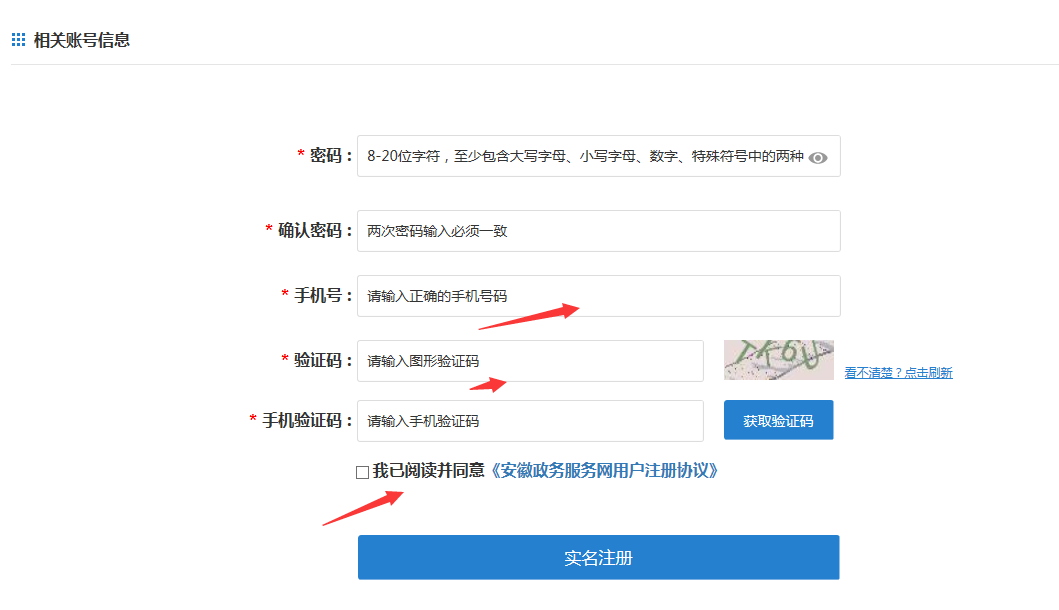 相关账号信息
* 密码： 8-20位字符，至少包含大写字母、小写字母、数字、特殊符号中的两种
* 确认密码： 两次密码输入必须一致
* 手机号： 请输入正确的手机号码
* 验证码： 请输入图形验证码 看不清楚？点击刷新
* 手机验证码： 请输入手机验证码 获取验证码
我已阅读并同意《安徽政务服务网用户注册协议》
实名注册